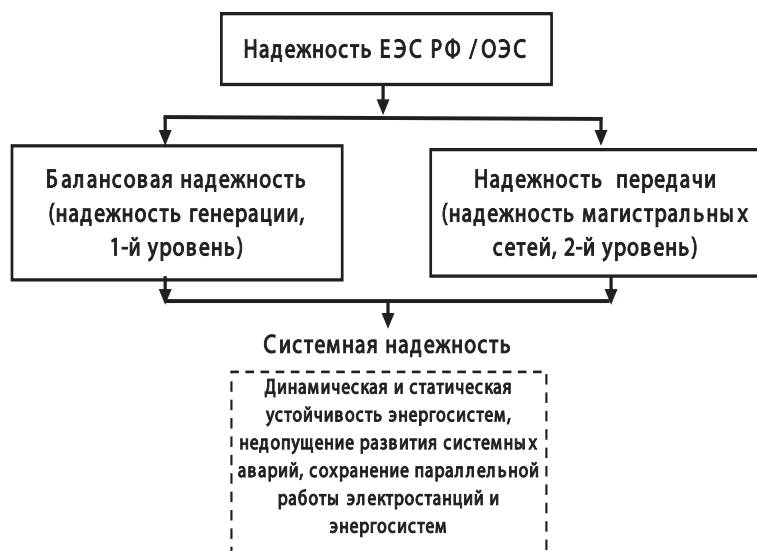 Надежность ЕЭС РФ / ОЭС
Балансовая надежность
(надежность генерации,
1-й уровень)
Надежность передачи
(надежность магистральных
сетей, 2-й уровень)
Системная надежность
Динамическая и статическая
устойчивость энергосистем,
недопущение развития системных
аварий, сохранение параллельной
работы электростанций и
энергосистем